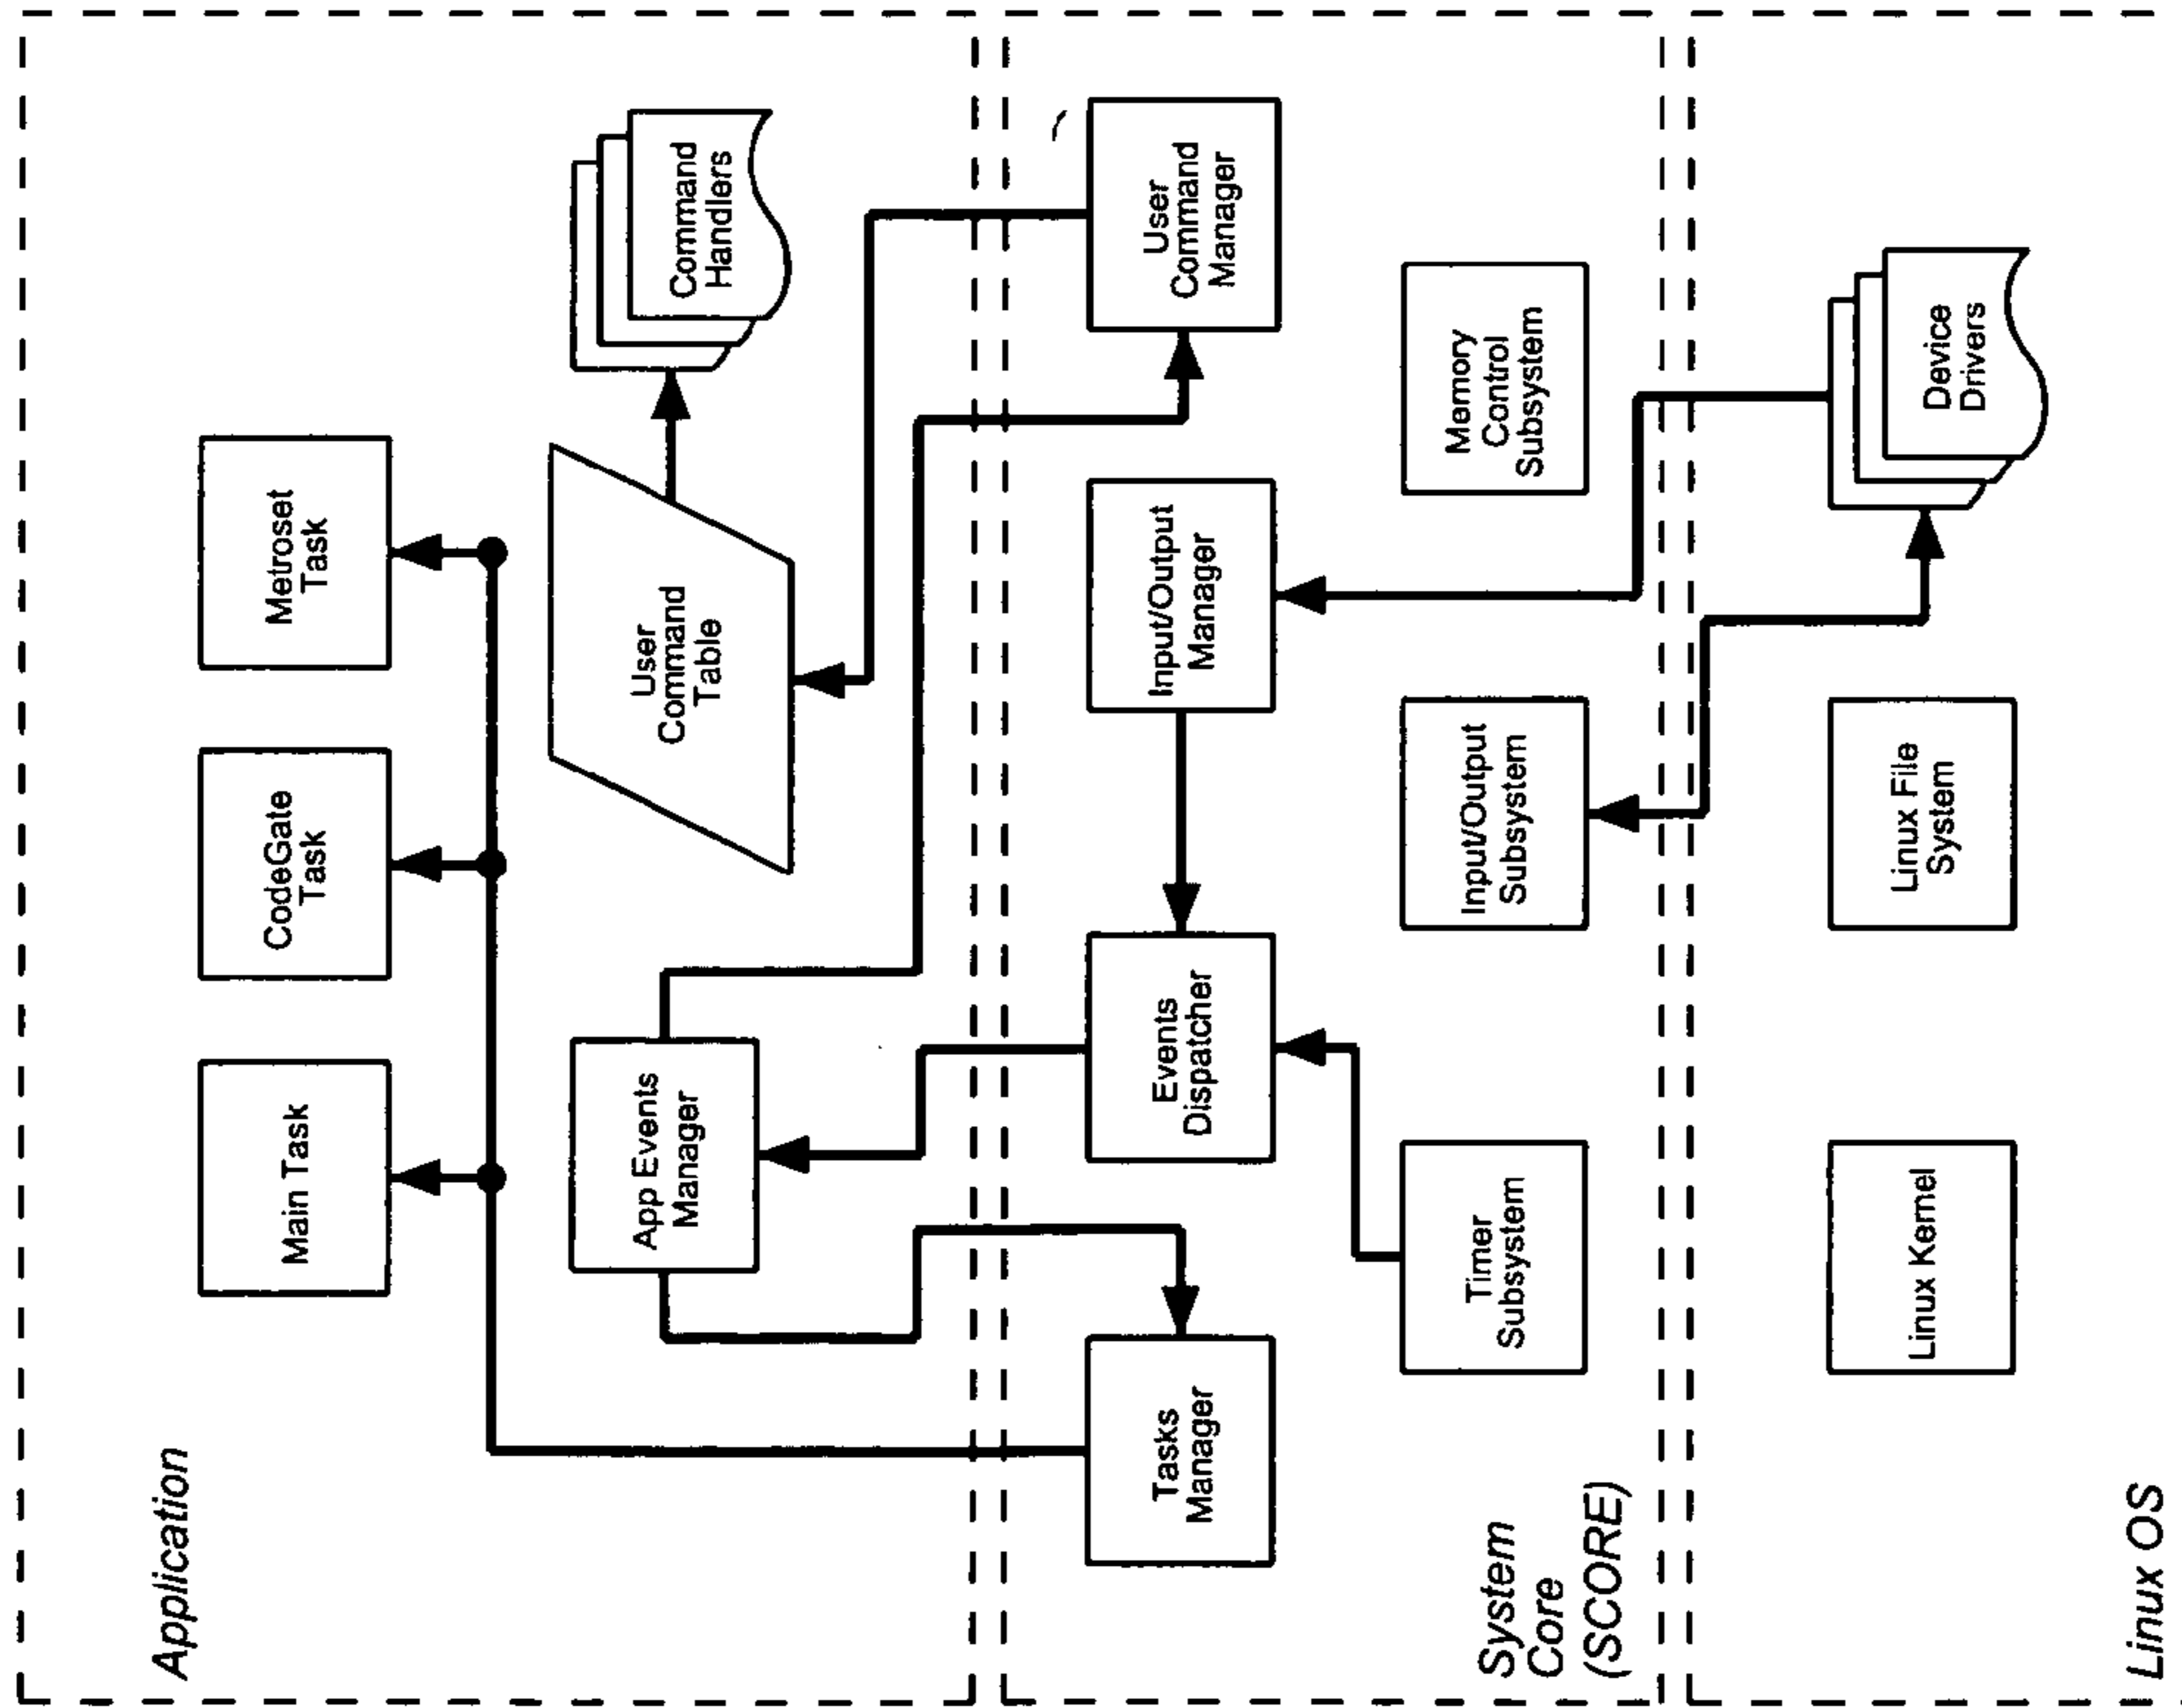 Application
Main Task
CodeGate
Task
Metroset
Task
App Events
Manager
User
Command
Table
Command
Handlers
Tasks
Manager
Events
Dispatcher
Input/Output
Manager
User
Command
Manager
System
Core
(SCORE)
Timer
Subsystem
Input/Output
Subsystem
Memory
Control
Subsystem
Linux OS
Linux Kernel
Linux File
System
Device
Drivers